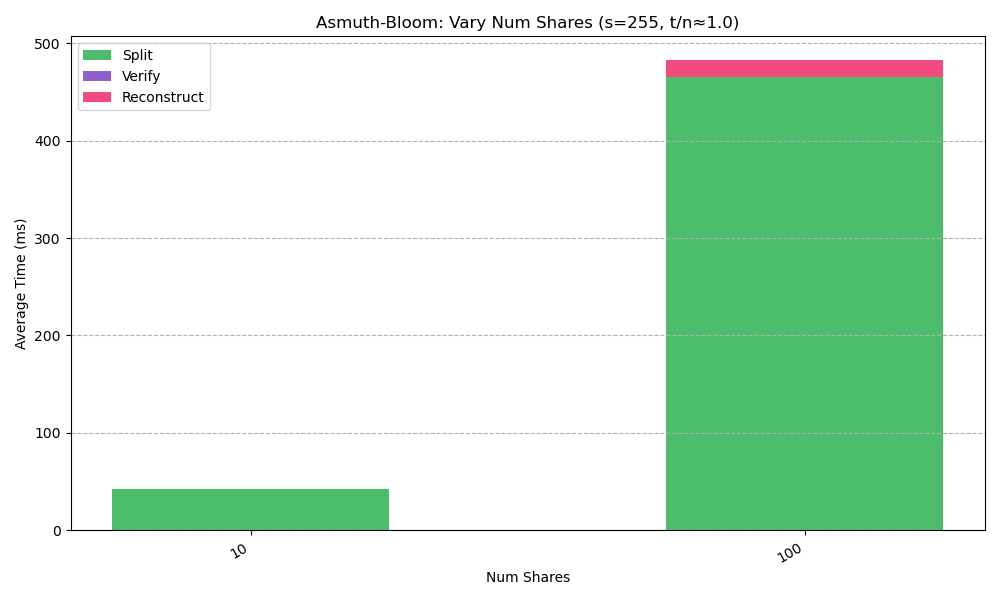 Asmuth-Bloom: Vary Num Shares (s=255, t/n≈1.0)
Split
Verify
Reconstruct
500
400
300
200
100
0
Average Time (ms)
10
100
Num Shares